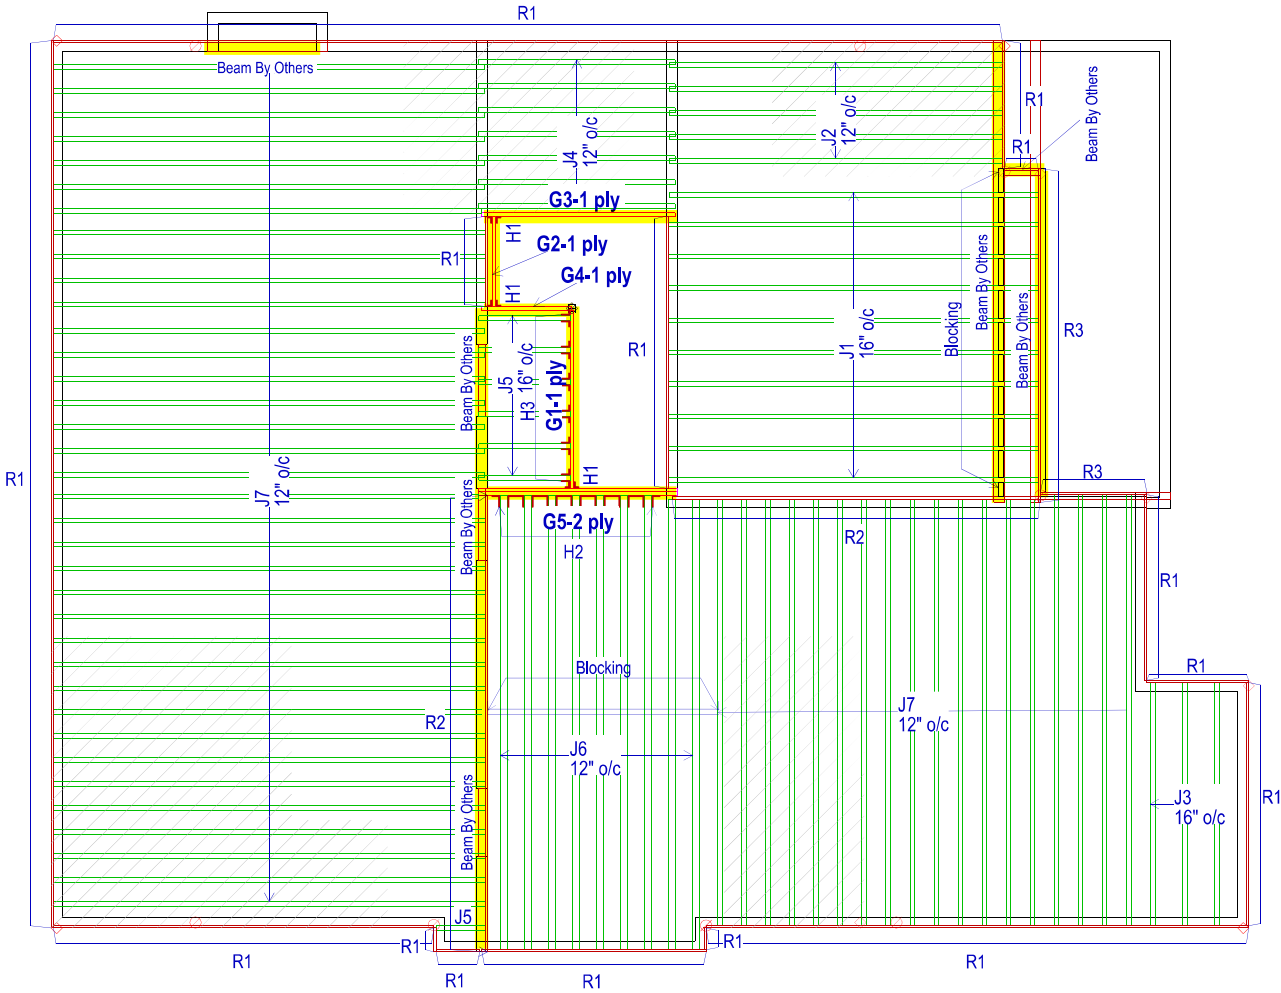 R1
Beam By Others
J4
12" o/c
J2
12" o/c
R1
Beam By Others
R1
G3-1 ply
H1
G2-1 ply
R1
G4-1 ply
H1
Beam By Others
Blocking
Beam By Others
R3
R1
J1
16" o/c
Beam By Others
J5
16" o/c
H3
G1-1 ply
H1
R1
J7
12" o/c
R3
G5-2 ply
Beam By Others
H2
R2
R1
Blocking
R1
R2
J7
12" o/c
J6
12" o/c
Beam By Others
J3
16" o/c
R1
J5
R1
R1
R1
R1
R1
R1